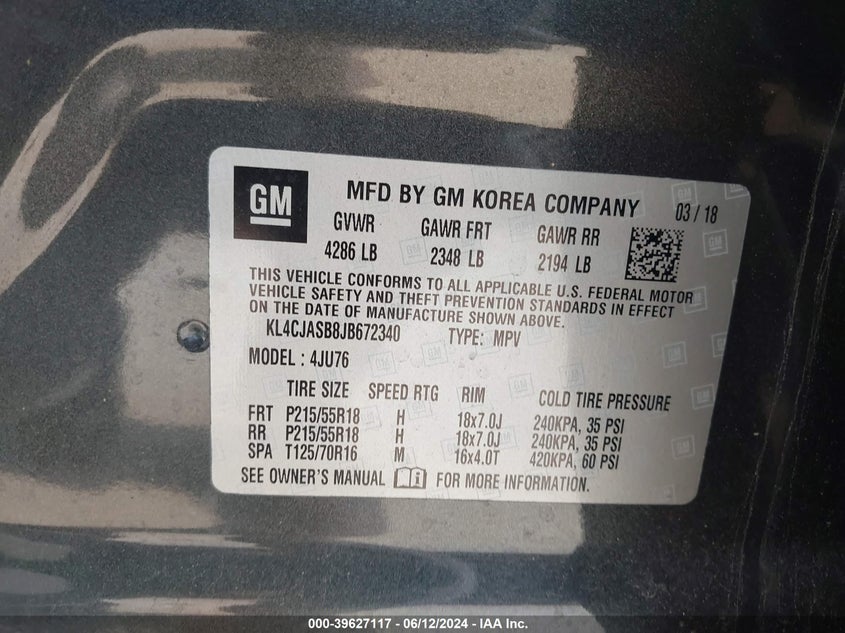 GM
MFD BY GM KOREA COMPANY 03 / 18
GVWR GAWR FRT GAWR RR
4286 LB 2348 LB 2194 LB
THIS VEHICLE CONFORMS TO ALL APPLICABLE U.S. FEDERAL MOTOR
VEHICLE SAFETY AND THEFT PREVENTION STANDARDS IN EFFECT
ON THE DATE OF MANUFACTURE SHOWN ABOVE.
KL4CJASB8JB672340 TYPE: MPV
MODEL : 4JU76
TIRE SIZE SPEED RTG RIM COLD TIRE PRESSURE
FRT P215/55R18 H 18x7.0J 240KPA, 35 PSI
RR P215/55R18 H 18x7.0J 240KPA, 35 PSI
SPA T125/70R16 M 16x4.0T 420KPA, 60 PSI
SEE OWNER'S MANUAL FOR MORE INFORMATION.
000-39627117 - 06/12/2024 - IAA Inc.